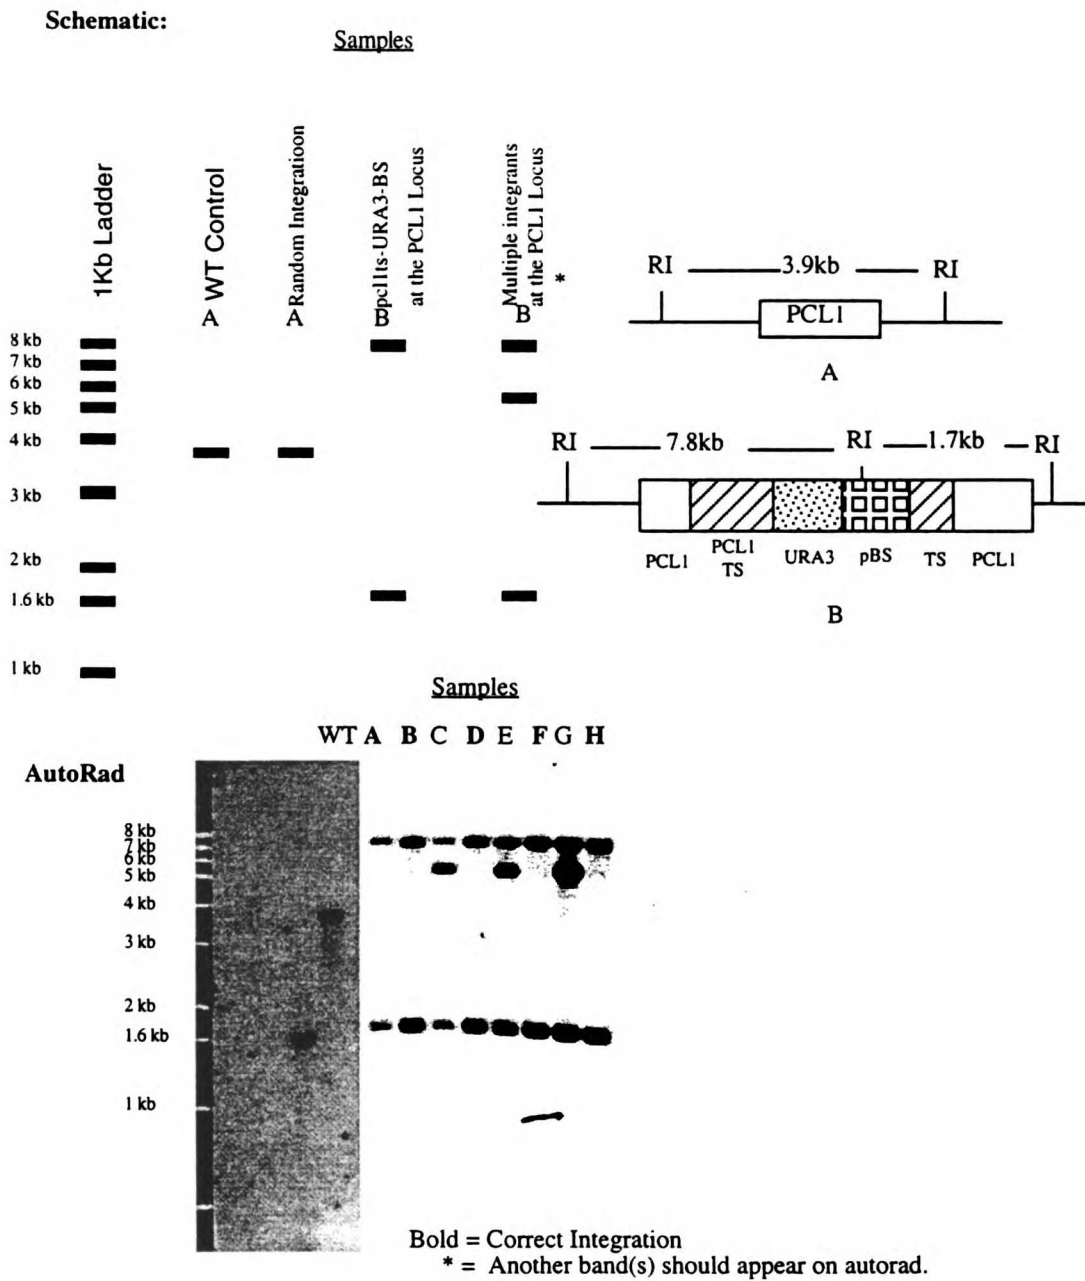 Schematic:
Samples
1Kb Ladder
A WT Control
A Random Integratioon
B pcl1ts-URA3-BS
at the PCL1 Locus
B Multiple integrants
at the PCL1 Locus
*
8 kb
7 kb
6 kb
5 kb
4 kb
3 kb
2 kb
1.6 kb
1 kb
RI 3.9kb RI
PCL1
A
RI 7.8kb RI 1.7kb RI
PCL1 PCL1 TS URA3 pBS TS PCL1
B
Samples
WT A B C D E F G H
AutoRad
8 kb
7 kb
6 kb
5 kb
4 kb
3 kb
2 kb
1.6 kb
1 kb
Bold = Correct Integration
* = Another band(s) should appear on autorad.